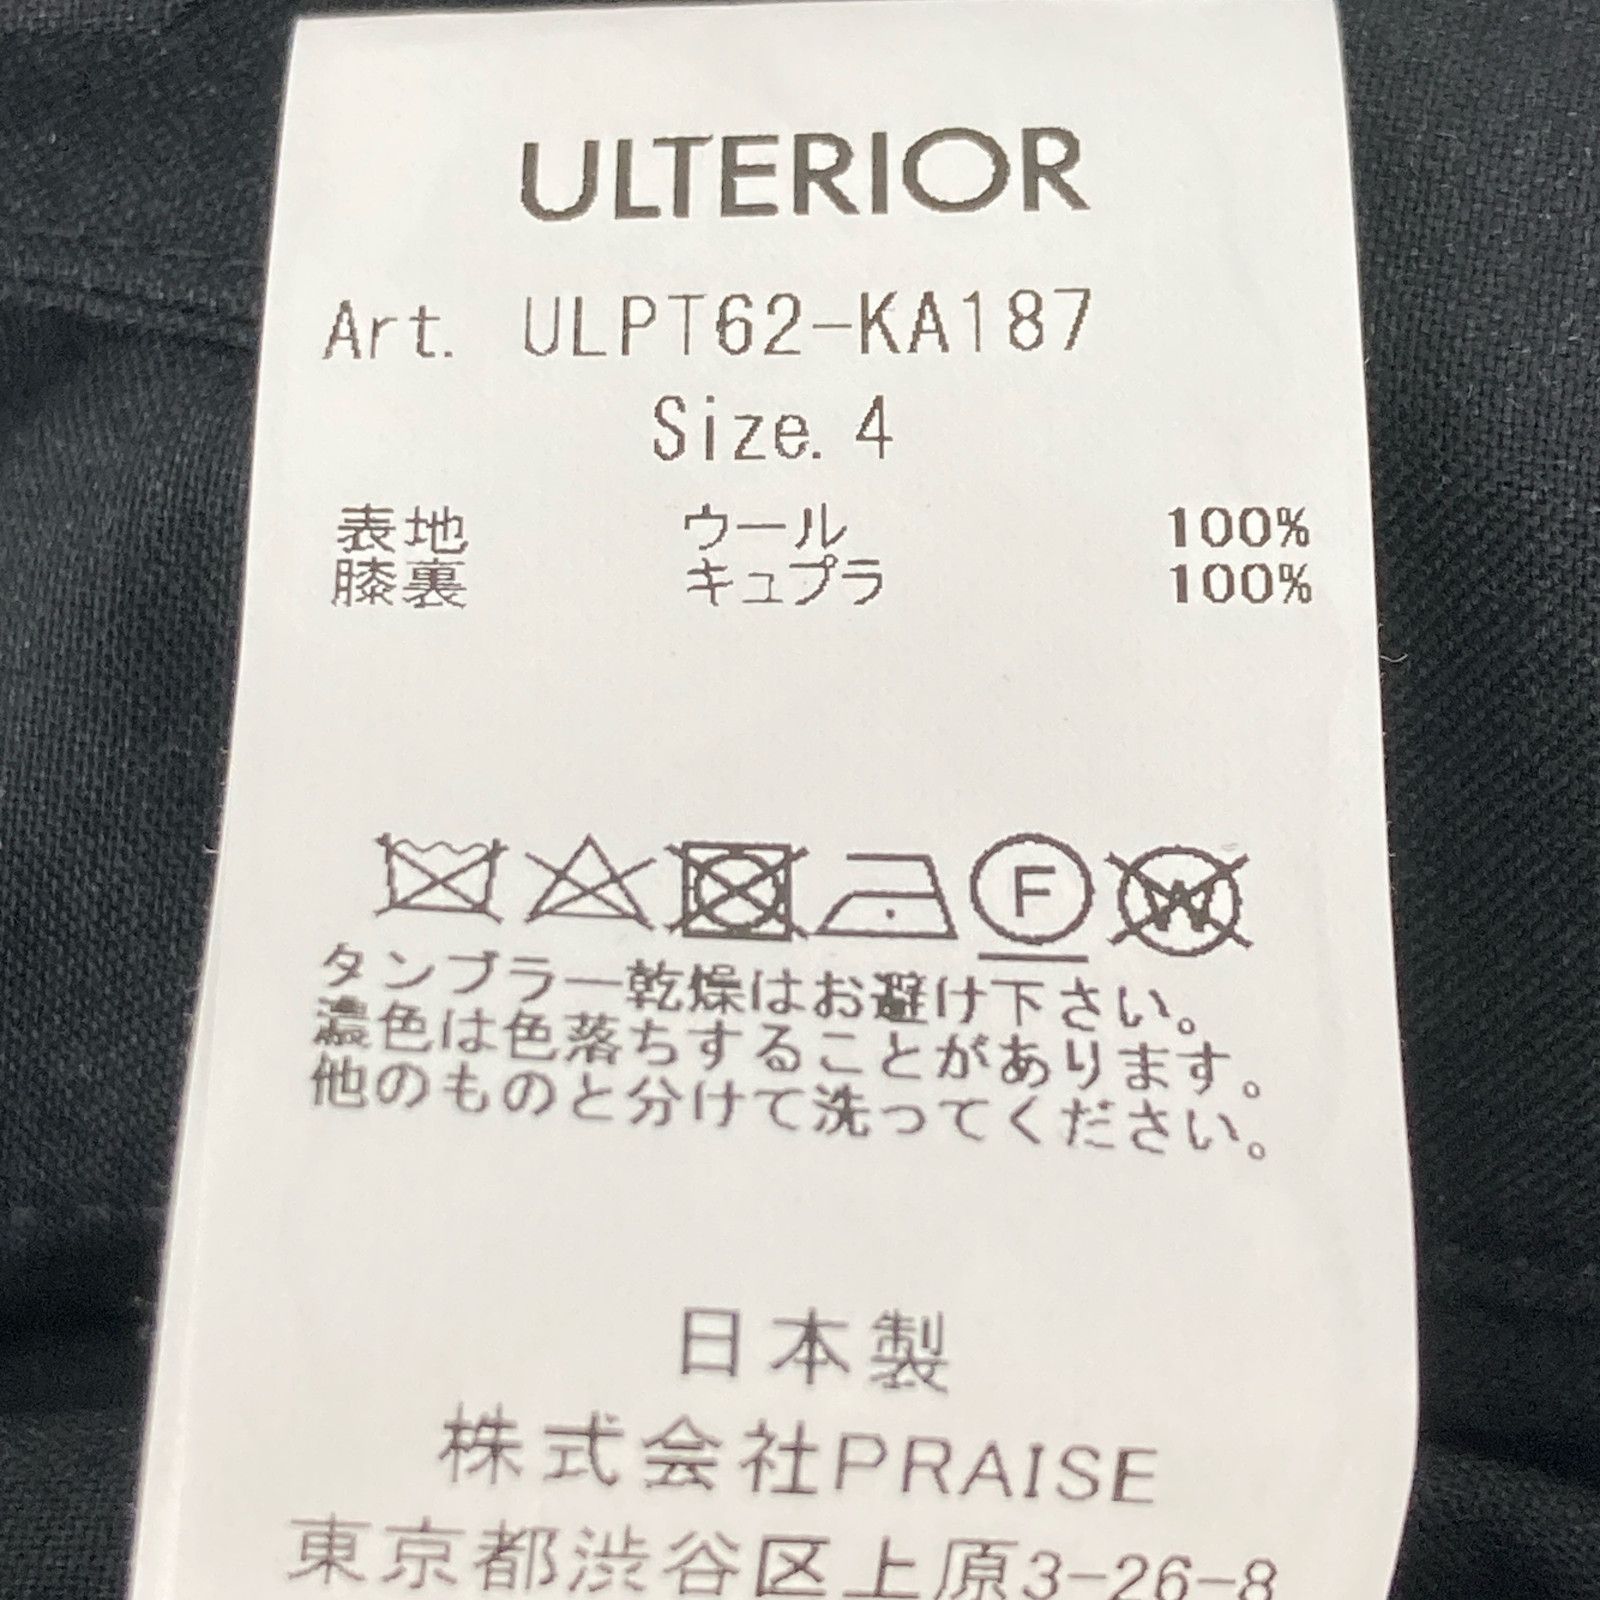 ULTERIOR
Art. ULPT62-KA187
Size. 4
表地 ウール 100%
膝裏 キュプラ 100%
F W
タンブラー乾燥はお避け下さい。
濃色は色落ちすることがあります。
他のものと分けて洗ってください。
日本製
株式会社PRAISE
東京都渋谷区上原3-26-8